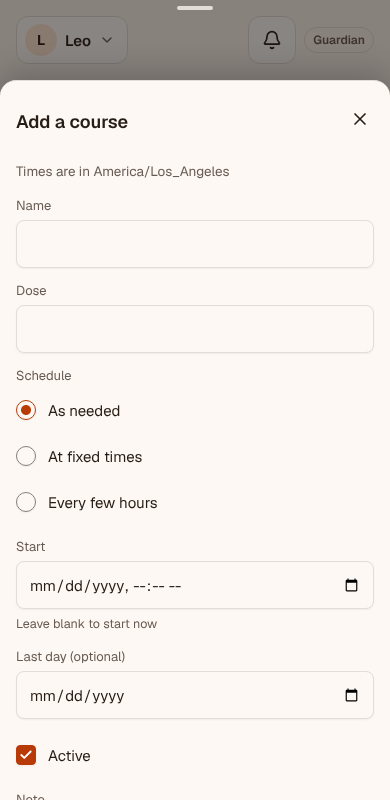 L Leo Guardian
Add a course
Times are in America/Los_Angeles
Name
Dose
Schedule
As needed
At fixed times
Every few hours
Start
mm/dd/yyyy, --:-- --
Leave blank to start now
Last day (optional)
mm/dd/yyyy
Active
Note